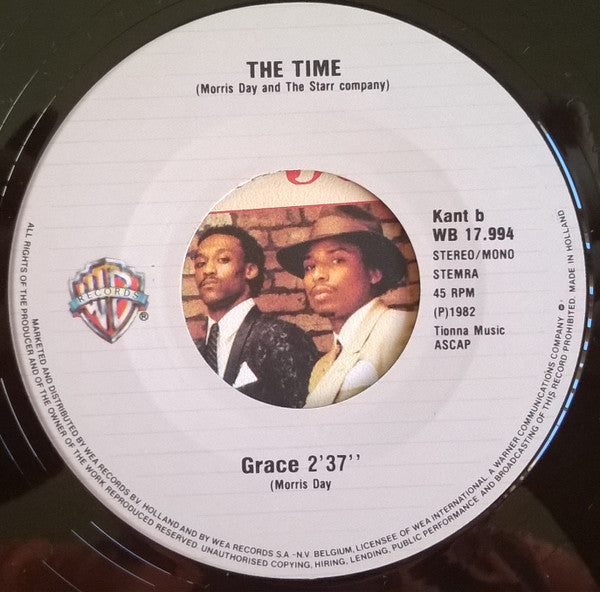 THE TIME
(Morris Day and The Starr company)
WB
RECORDS
®
Kant b
WB 17.994
STEREO/MONO
STEMRA
45 RPM
(P)1982
Tionna Music
ASCAP
Grace 2'37''
(Morris Day
ALL RIGHTS OF THE PRODUCER AND OF THE OWNER OF THE WORK REPRODUCED RESERVED. UNAUTHORISED COPYING, HIRING, LENDING, PUBLIC PERFORMANCE AND BROADCASTING OF THIS RECORD PROHIBITED. MADE IN HOLLAND
MARKETED AND DISTRIBUTED BY WEA RECORDS B.V. HOLLAND AND BY WEA RECORDS S.A.-N.V. BELGIUM, LICENSEE OF WEA INTERNATIONAL. A WARNER COMMUNICATIONS COMPANY